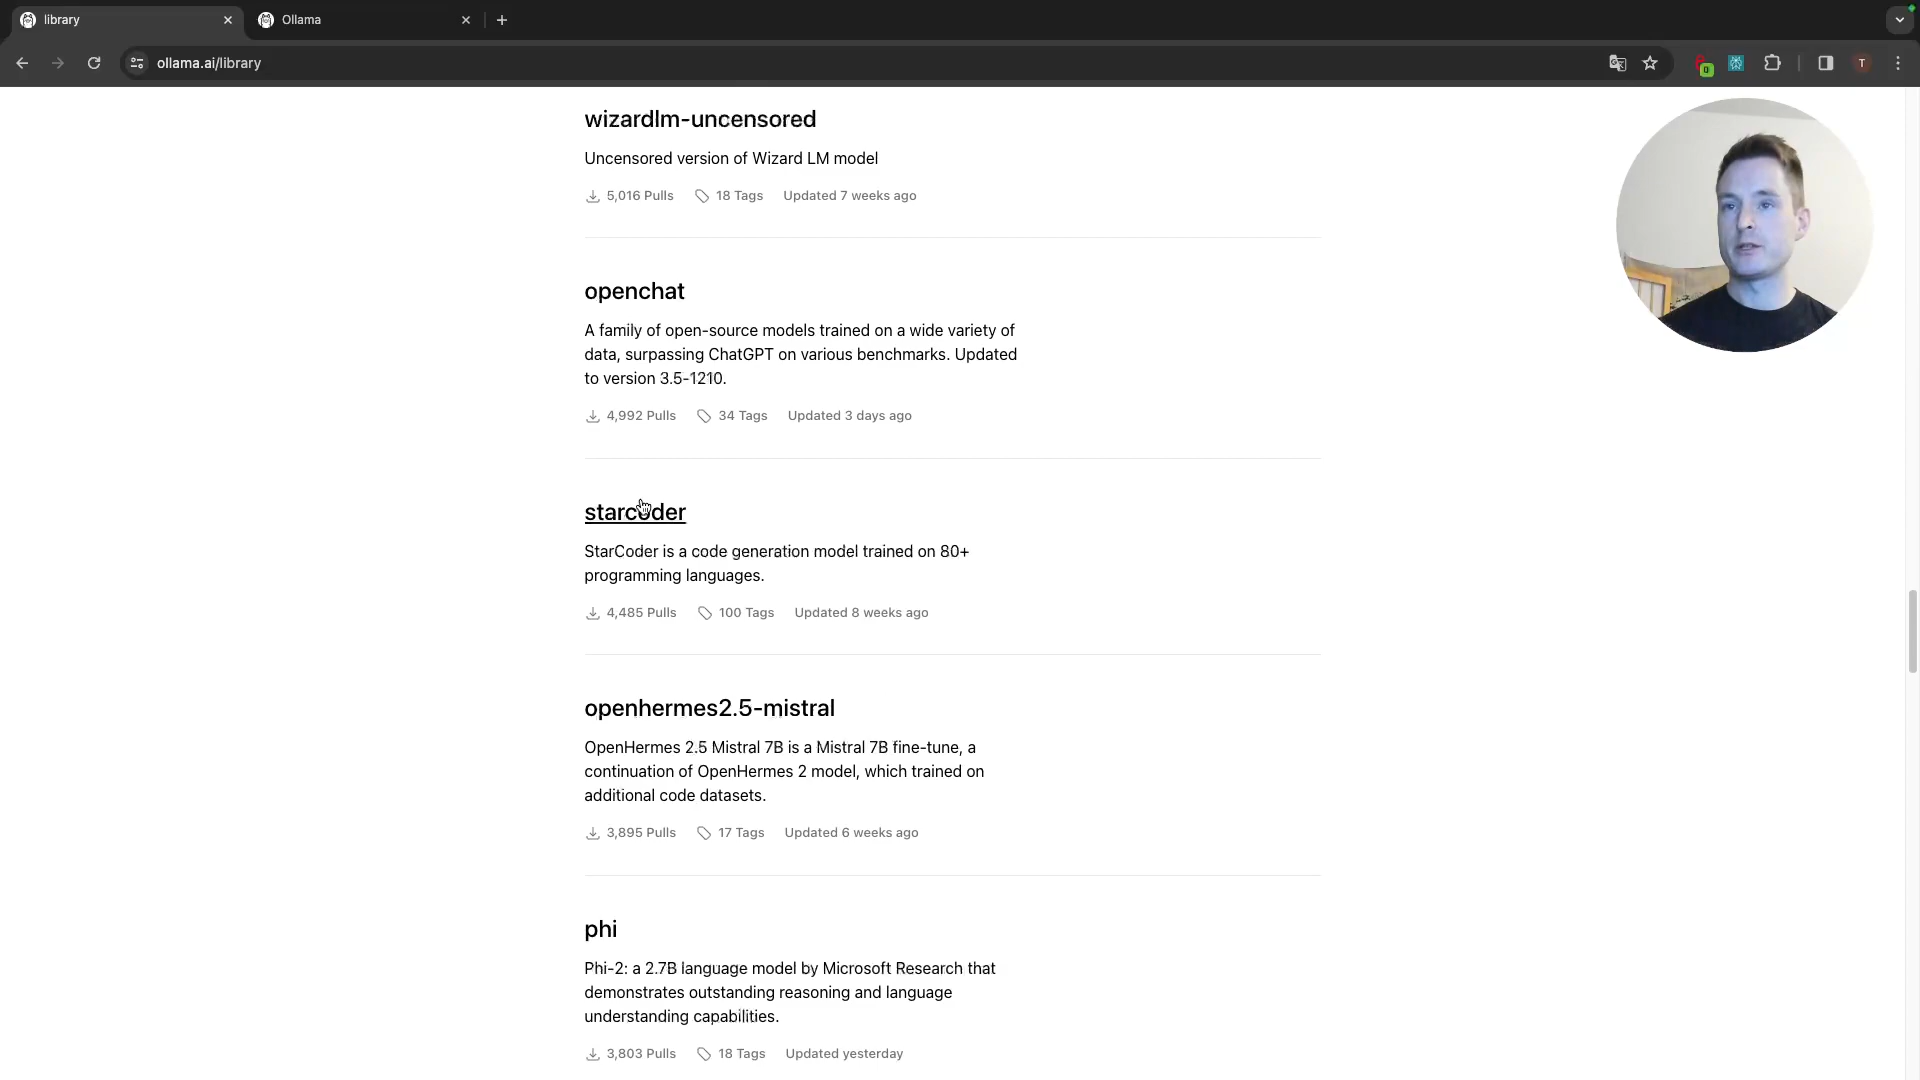 library
Ollama
ollama.ai/library
T
wizardlm-uncensored
Uncensored version of Wizard LM model
5,016 Pulls 18 Tags Updated 7 weeks ago
openchat
A family of open-source models trained on a wide variety of
data, surpassing ChatGPT on various benchmarks. Updated
to version 3.5-1210.
4,992 Pulls 34 Tags Updated 3 days ago
starcoder
StarCoder is a code generation model trained on 80+
programming languages.
4,485 Pulls 100 Tags Updated 8 weeks ago
openhermes2.5-mistral
OpenHermes 2.5 Mistral 7B is a Mistral 7B fine-tune, a
continuation of OpenHermes 2 model, which trained on
additional code datasets.
3,895 Pulls 17 Tags Updated 6 weeks ago
phi
Phi-2: a 2.7B language model by Microsoft Research that
demonstrates outstanding reasoning and language
understanding capabilities.
3,803 Pulls 18 Tags Updated yesterday